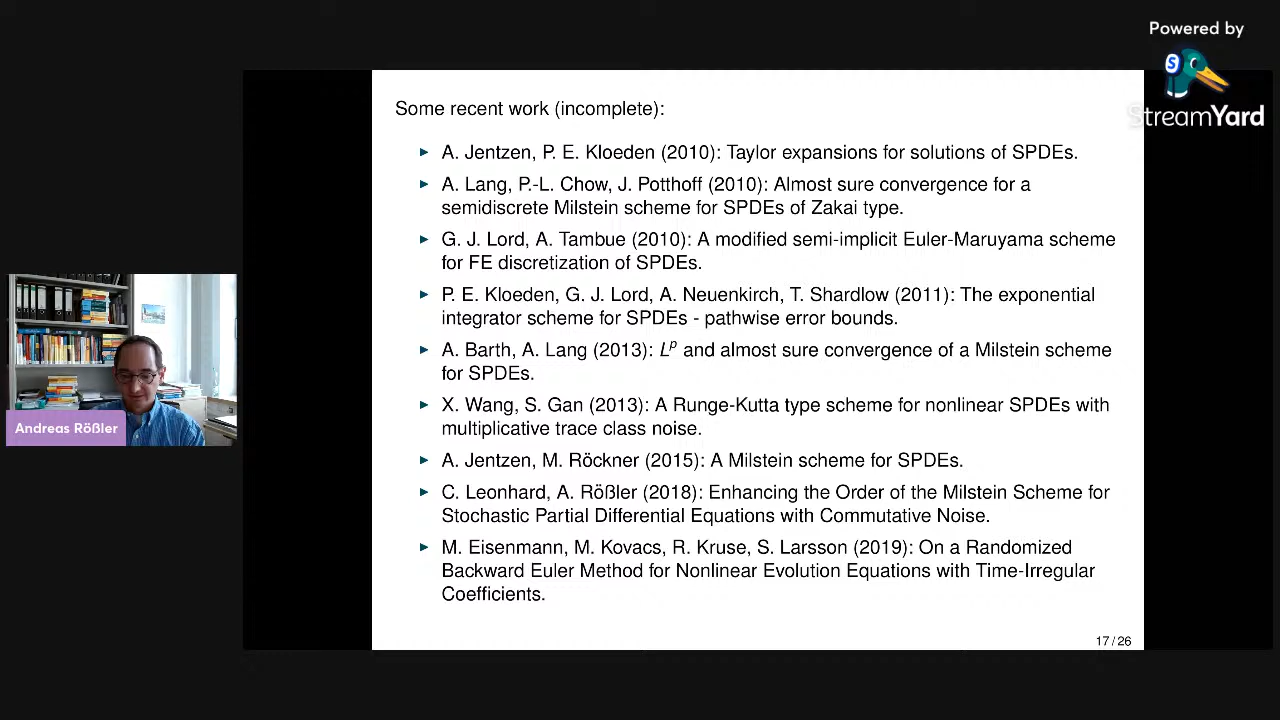 Powered by
StreamYard
Some recent work (incomplete):
A. Jentzen, P. E. Kloeden (2010): Taylor expansions for solutions of SPDEs.
A. Lang, P.-L. Chow, J. Potthoff (2010): Almost sure convergence for a
semidiscrete Milstein scheme for SPDEs of Zakai type.
G. J. Lord, A. Tambue (2010): A modified semi-implicit Euler-Maruyama scheme
for FE discretization of SPDEs.
P. E. Kloeden, G. J. Lord, A. Neuenkirch, T. Shardlow (2011): The exponential
integrator scheme for SPDEs - pathwise error bounds.
A. Barth, A. Lang (2013): Lᵖ and almost sure convergence of a Milstein scheme
for SPDEs.
X. Wang, S. Gan (2013): A Runge-Kutta type scheme for nonlinear SPDEs with
multiplicative trace class noise.
A. Jentzen, M. Röckner (2015): A Milstein scheme for SPDEs.
C. Leonhard, A. Rößler (2018): Enhancing the Order of the Milstein Scheme for
Stochastic Partial Differential Equations with Commutative Noise.
M. Eisenmann, M. Kovacs, R. Kruse, S. Larsson (2019): On a Randomized
Backward Euler Method for Nonlinear Evolution Equations with Time-Irregular
Coefficients.
17 / 26
Andreas Rößler